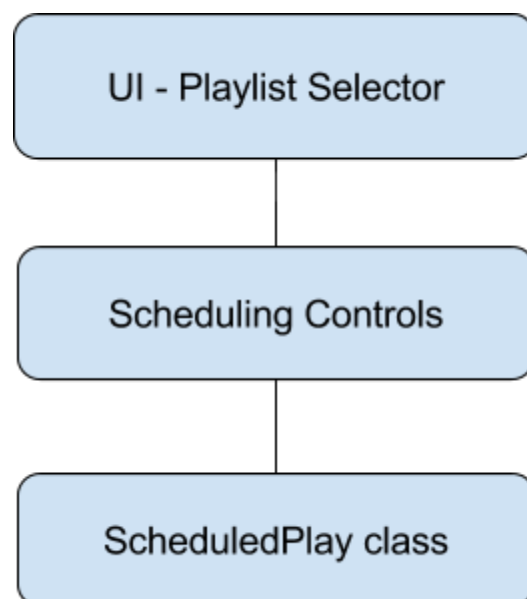 UI - Playlist Selector
Scheduling Controls
ScheduledPlay class